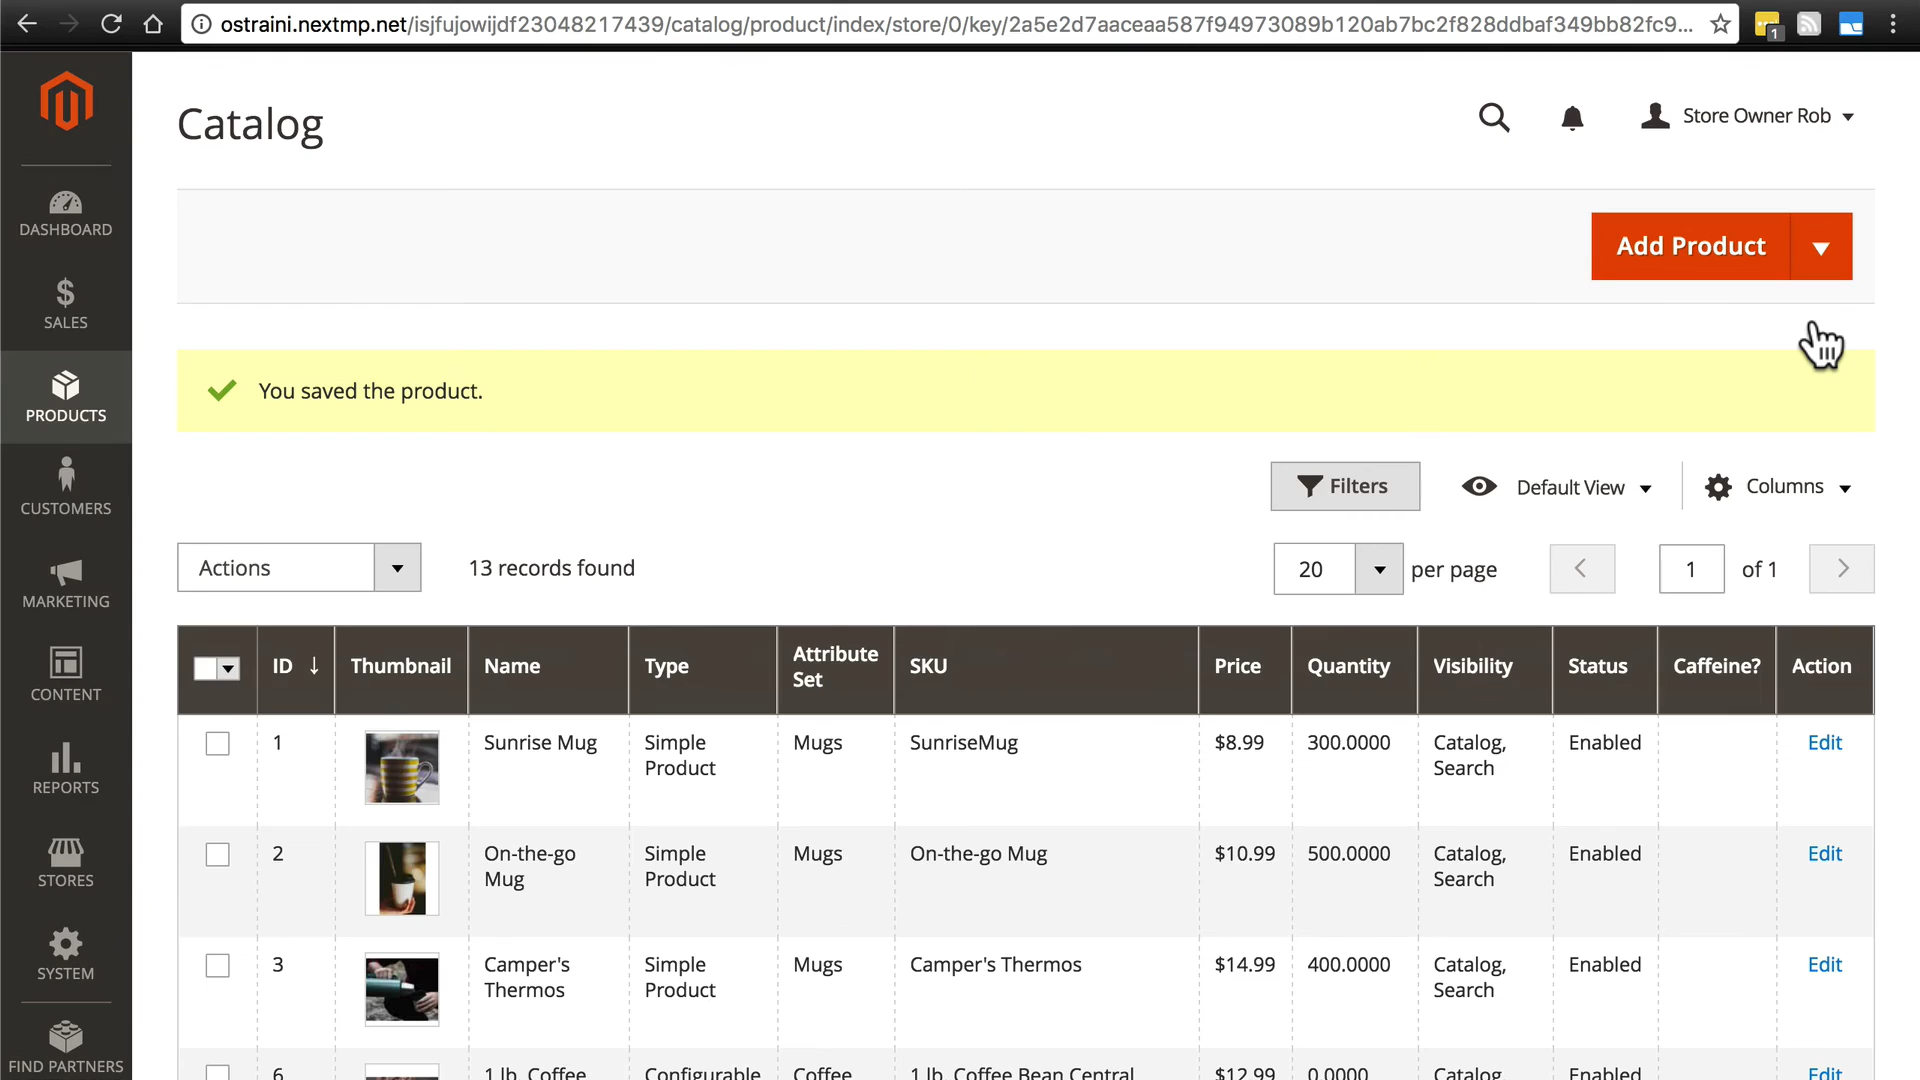 ostraini.nextmp.net/isjfujowijdf23048217439/catalog/product/index/store/0/key/2a5e2d7aaceaa587f94973089b120ab7bc2f828ddbaf349bb82fc9...
1
Catalog
Store Owner Rob
DASHBOARD
SALES
PRODUCTS
CUSTOMERS
MARKETING
CONTENT
REPORTS
STORES
SYSTEM
FIND PARTNERS
Add Product
You saved the product.
Filters
Default View
Columns
Actions
13 records found
20 per page
1 of 1
ID ↓ Thumbnail Name Type Attribute Set SKU Price Quantity Visibility Status Caffeine? Action
1 Sunrise Mug Simple Product Mugs SunriseMug $8.99 300.0000 Catalog, Search Enabled Edit
2 On-the-go Mug Simple Product Mugs On-the-go Mug $10.99 500.0000 Catalog, Search Enabled Edit
3 Camper's Thermos Simple Product Mugs Camper's Thermos $14.99 400.0000 Catalog, Search Enabled Edit
6 1 lb. Coffee Configurable Coffee 1 lb. Coffee Bean Central $12.99 0.0000 Catalog, Enabled Edit